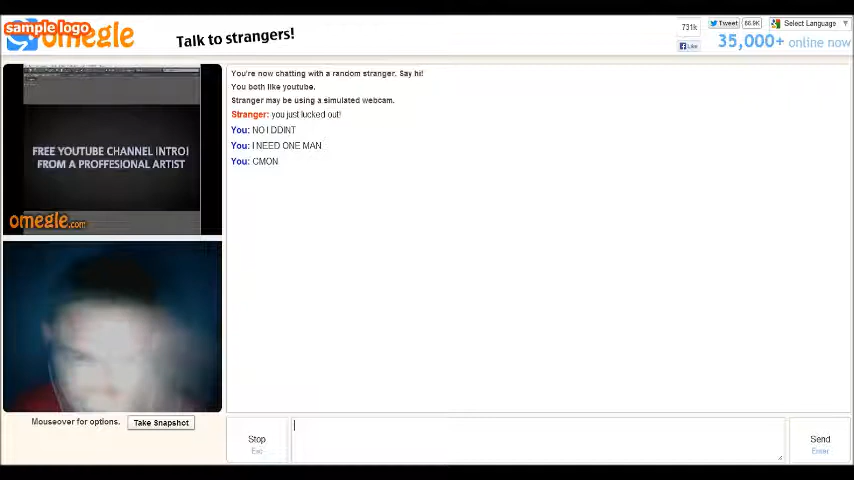 sample logo
omegle
Talk to strangers!
731k
Like
Tweet
66.9K
Select Language
35,000+ online now
FREE YOUTUBE CHANNEL INTRO!
FROM A PROFFESIONAL ARTIST
omegle.com
You're now chatting with a random stranger. Say hi!
You both like youtube.
Stranger may be using a simulated webcam.
Stranger: you just lucked out!
You: NO I DDINT
You: I NEED ONE MAN
You: CMON
Mouseover for options.
Take Snapshot
Stop
Esc
Send
Enter